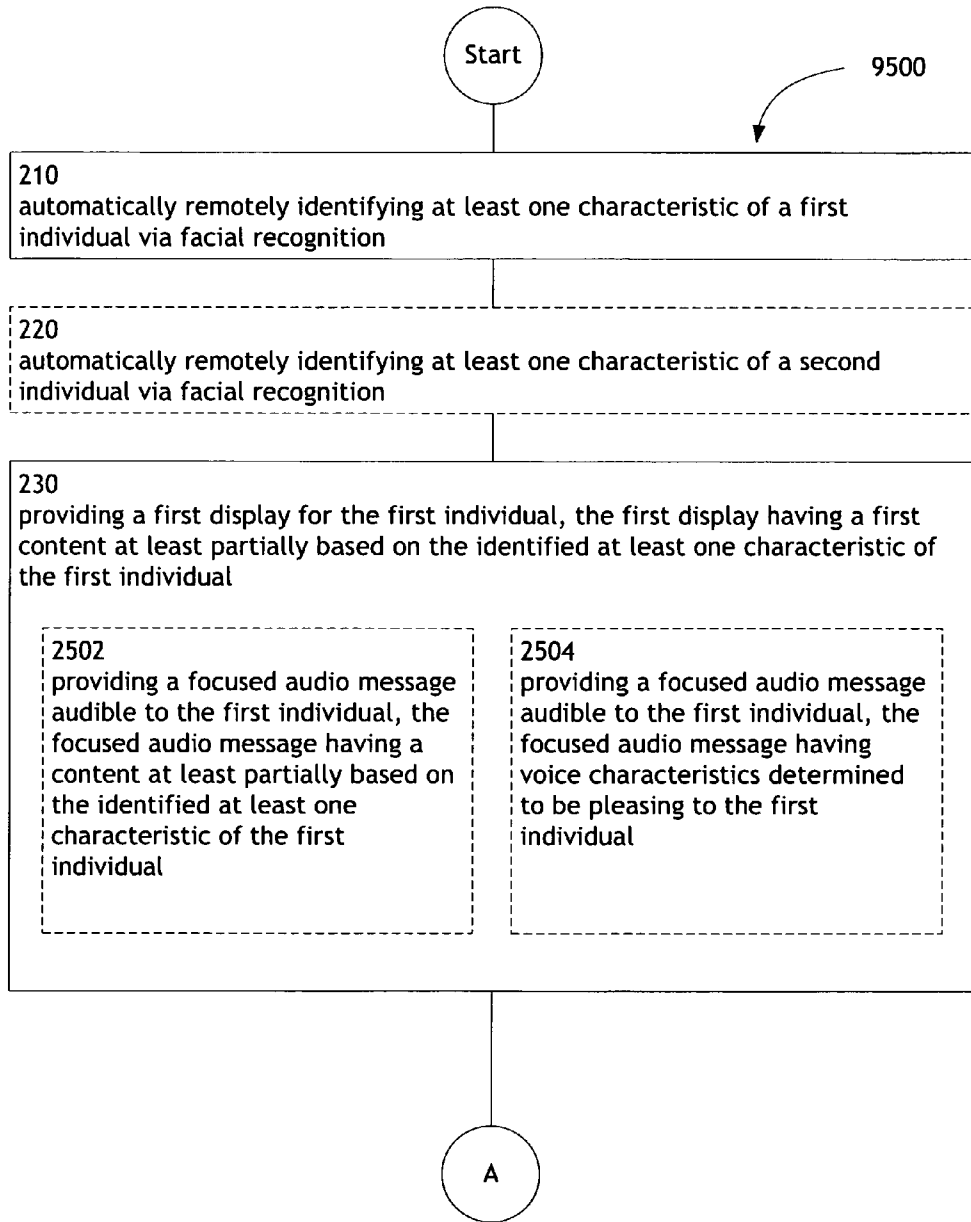 Start
9500
210
automatically remotely identifying at least one characteristic of a first
individual via facial recognition
220
automatically remotely identifying at least one characteristic of a second
individual via facial recognition
230
providing a first display for the first individual, the first display having a first
content at least partially based on the identified at least one characteristic of
the first individual
2502
providing a focused audio message
audible to the first individual, the
focused audio message having a
content at least partially based on
the identified at least one
characteristic of the first
individual
2504
providing a focused audio message
audible to the first individual, the
focused audio message having
voice characteristics determined
to be pleasing to the first
individual
A